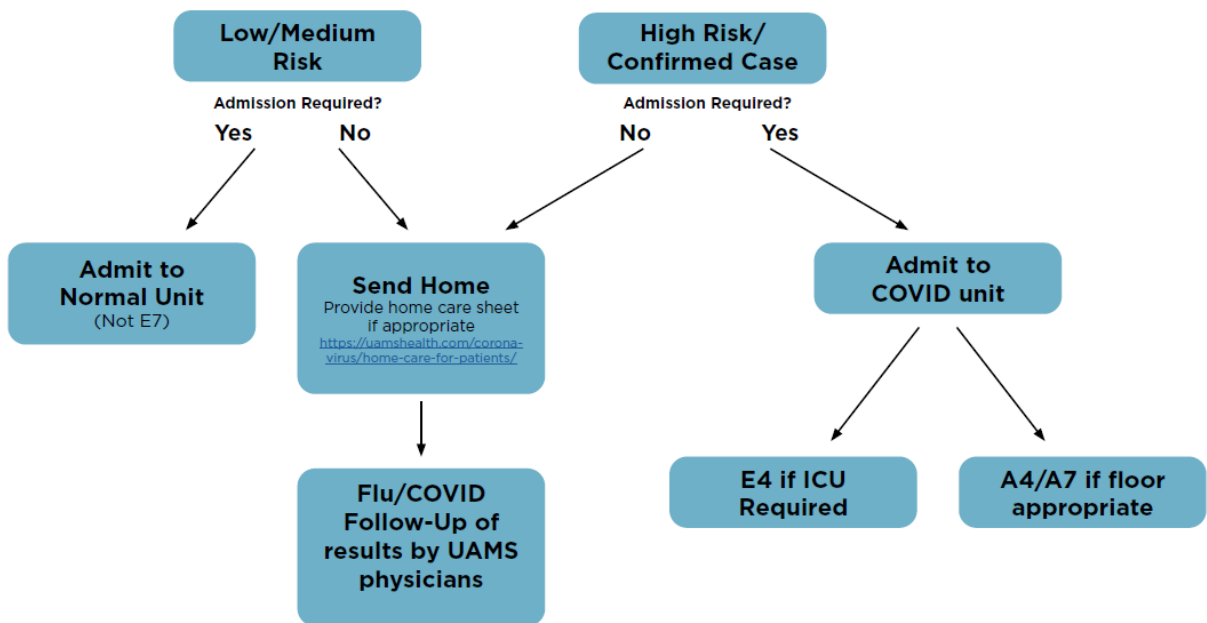 Low/Medium
Risk
High Risk/
Confirmed Case
Admission Required?
Admission Required?
Yes
No
No
Yes
Admit to
Normal Unit
(Not E7)
Send Home
Provide home care sheet
if appropriate
https://uamshealth.com/corona-
virus/home-care-for-patients/
Admit to
COVID unit
Flu/COVID
Follow-Up of
results by UAMS
physicians
E4 if ICU
Required
A4/A7 if floor
appropriate